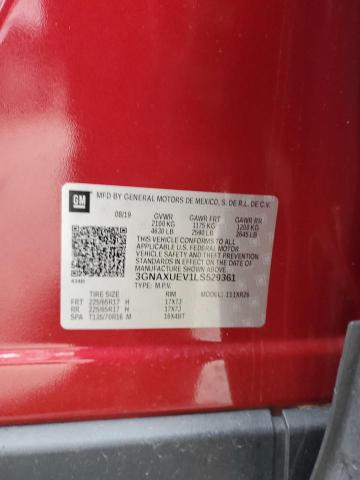 GM
MFD BY GENERAL MOTORS DE MEXICO, S. DE R.L. DE C.V.
08/19 GVWR GAWR FRT GAWR RR
2100 KG 1175 KG 1200 KG
4630 LB 2590 LB 2645 LB
THIS VEHICLE CONFORMS TO ALL APPLICABLE
U.S. FEDERAL MOTOR
VEHICLE SAFETY AND THEFT PREVENTION
STANDARDS IN EFFECT ON THE DATE OF
MANUFACTURE SHOWN ABOVE.
3GNAXUEV1LS529361
TYPE: M.P.V.
TIRE SIZE RIM MODEL: 111XR26
FRT 225/65R17 H 17X7J
RR 225/65R17 H 17X7J
SPA T135/70R16 M 16X4BT